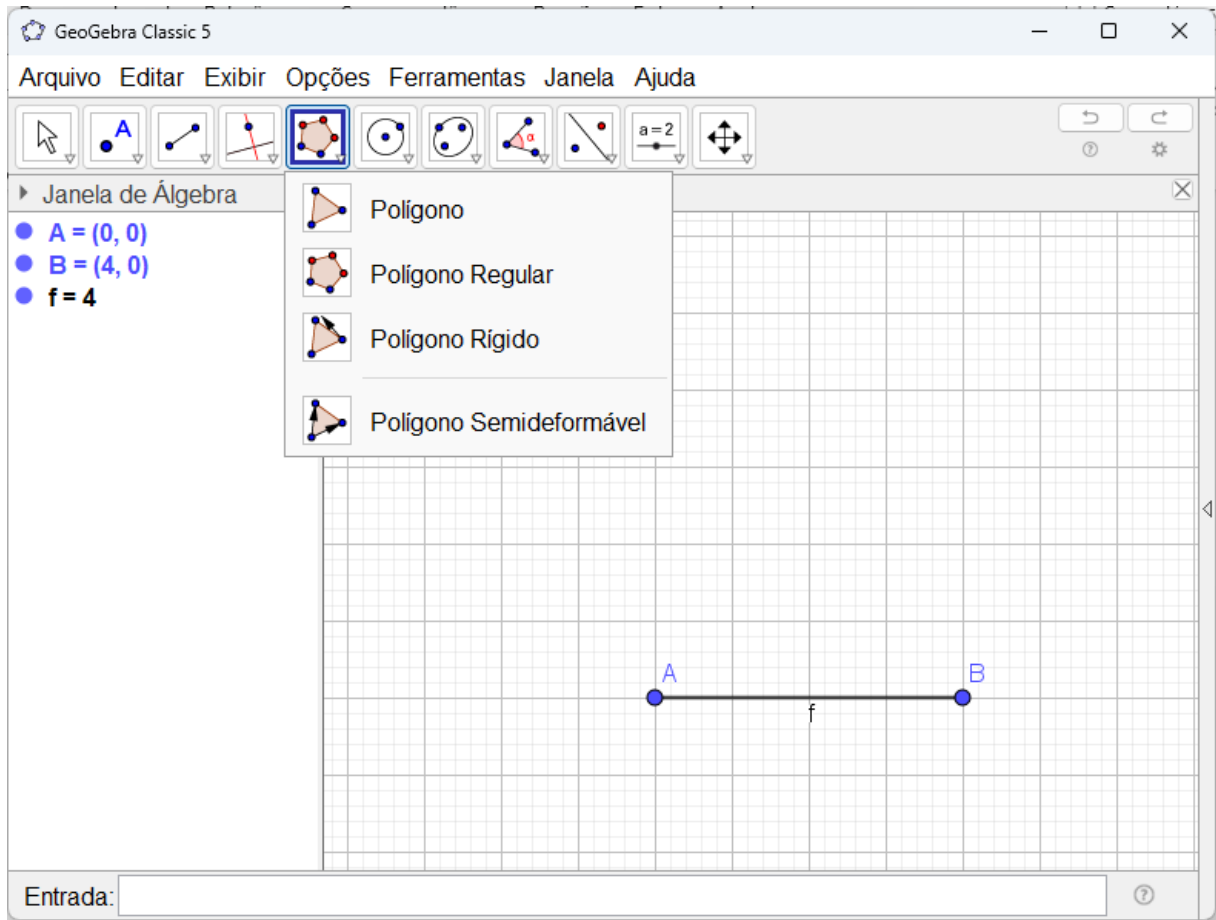 GeoGebra Classic 5
Arquivo Editar Exibir Opções Ferramentas Janela Ajuda
A α a = 2
Janela de Álgebra
A = (0, 0)
B = (4, 0)
f = 4
Polígono
Polígono Regular
Polígono Rígido
Polígono Semideformável
A B
f
Entrada: